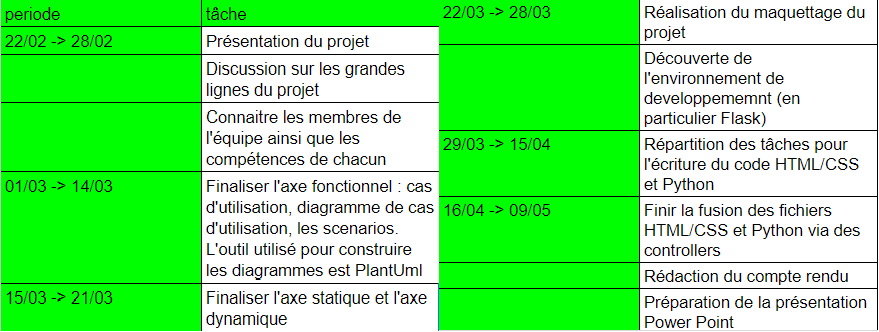 periode tâche
22/02 -> 28/02 Présentation du projet
Discussion sur les grandes
lignes du projet
Connaitre les membres de
l'équipe ainsi que les
compétences de chacun
01/03 -> 14/03 Finaliser l'axe fonctionnel : cas
d'utilisation, diagramme de cas
d'utilisation, les scenarios.
L'outil utilisé pour construire
les diagrammes est PlantUml
15/03 -> 21/03 Finaliser l'axe statique et l'axe
dynamique
22/03 -> 28/03 Réalisation du maquettage du
projet
Découverte de
l'environnement de
developpememnt (en
particulier Flask)
29/03 -> 15/04 Répartition des tâches pour
l'écriture du code HTML/CSS
et Python
16/04 -> 09/05 Finir la fusion des fichiers
HTML/CSS et Python via des
controllers
Rédaction du compte rendu
Préparation de la présentation
Power Point